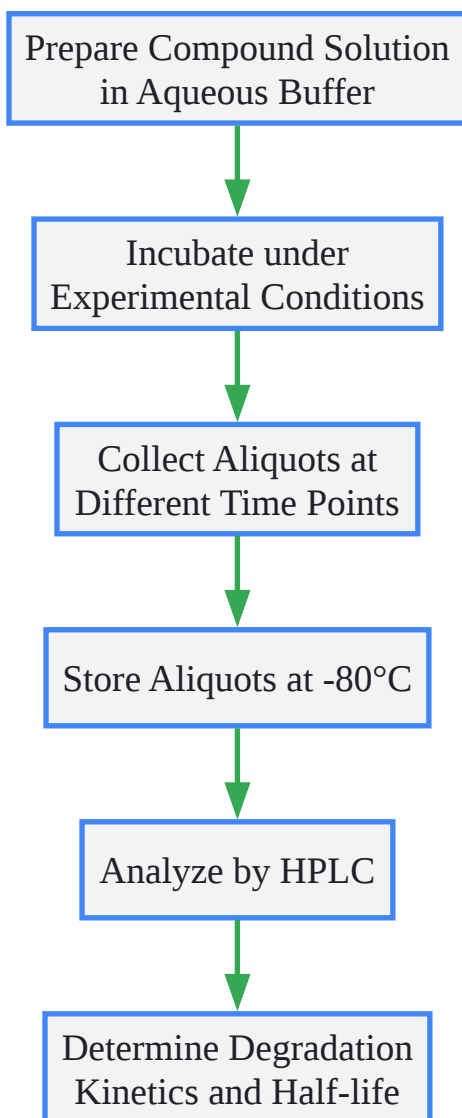 Prepare Compound Solution
in Aqueous Buffer
Incubate under
Experimental Conditions
Collect Aliquots at
Different Time Points
Store Aliquots at -80°C
Analyze by HPLC
Determine Degradation
Kinetics and Half-life